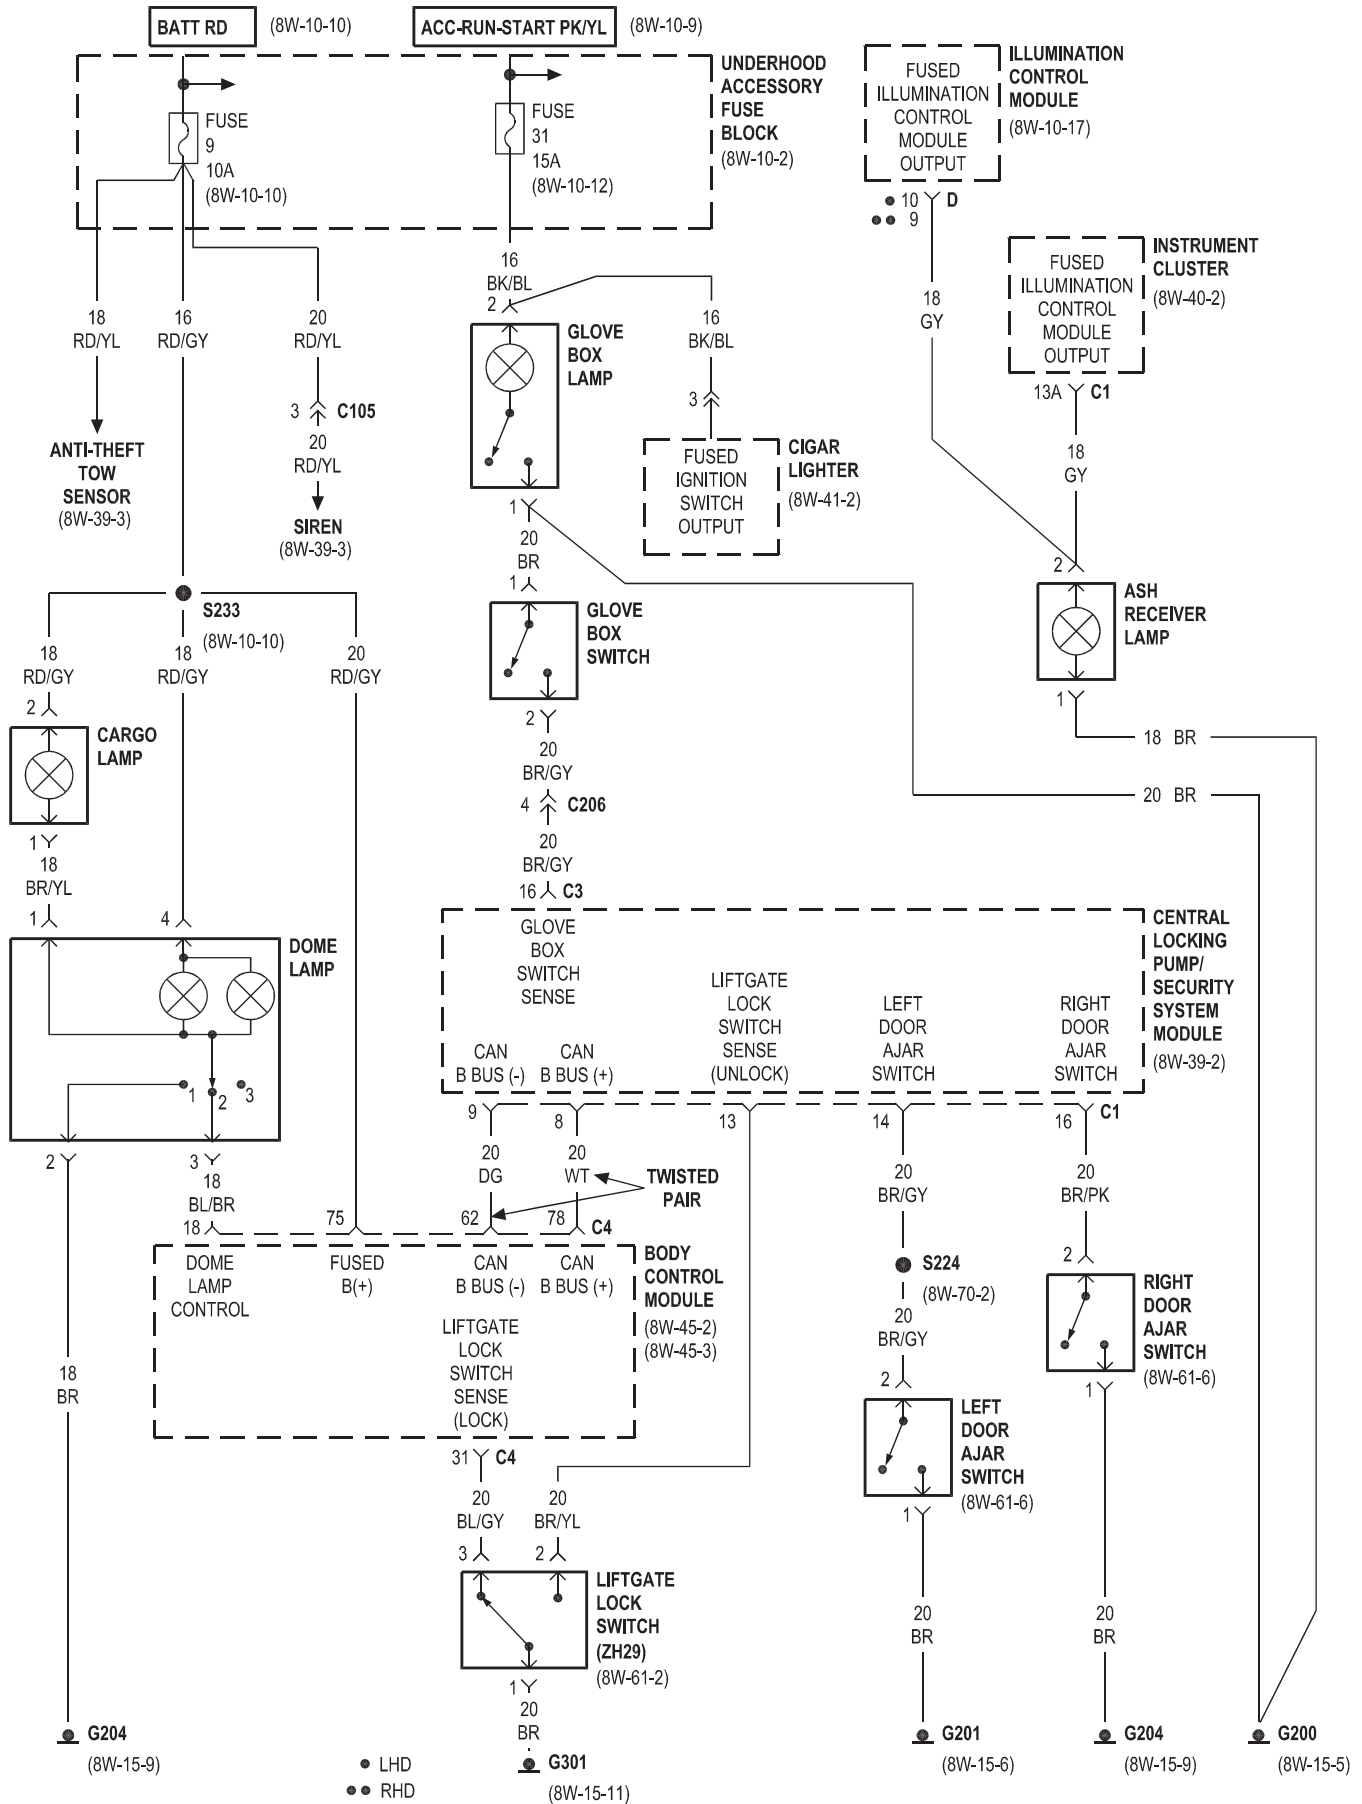 BATT RD
(8W-10-10)
ACC-RUN-START PK/YL
(8W-10-9)
UNDERHOOD
ACCESSORY
FUSE
BLOCK
(8W-10-2)
FUSE
9
10A
(8W-10-10)
FUSE
31
15A
(8W-10-12)
FUSED
ILLUMINATION
CONTROL
MODULE
OUTPUT
ILLUMINATION
CONTROL
MODULE
(8W-10-17)
10
D
9
18
GY
FUSED
ILLUMINATION
CONTROL
MODULE
OUTPUT
INSTRUMENT
CLUSTER
(8W-40-2)
13A
C1
18
GY
16
BK/BL
2
GLOVE
BOX
LAMP
16
BK/BL
3
FUSED
IGNITION
SWITCH
OUTPUT
CIGAR
LIGHTER
(8W-41-2)
18
RD/YL
16
RD/GY
20
RD/YL
3
C105
20
RD/YL
ANTI-THEFT
TOW
SENSOR
(8W-39-3)
SIREN
(8W-39-3)
1
20
BR
1
GLOVE
BOX
SWITCH
2
20
BR/GY
4
C206
20
BR/GY
16
C3
2
ASH
RECEIVER
LAMP
1
18 BR
20 BR
S233
(8W-10-10)
18
RD/GY
18
RD/GY
20
RD/GY
2
CARGO
LAMP
1
18
BR/YL
1
4
DOME
LAMP
1
2
3
2
3
18
BL/BR
18
75
62
78
C4
GLOVE
BOX
SWITCH
SENSE
CAN
B BUS (-)
CAN
B BUS (+)
LIFTGATE
LOCK
SWITCH
SENSE
(UNLOCK)
LEFT
DOOR
AJAR
SWITCH
RIGHT
DOOR
AJAR
SWITCH
CENTRAL
LOCKING
PUMP/
SECURITY
SYSTEM
MODULE
(8W-39-2)
9
8
13
14
16
C1
20
DG
20
WT
TWISTED
PAIR
20
BR/GY
20
BR/PK
DOME
LAMP
CONTROL
FUSED
B(+)
CAN
B BUS (-)
CAN
B BUS (+)
LIFTGATE
LOCK
SWITCH
SENSE
(LOCK)
BODY
CONTROL
MODULE
(8W-45-2)
(8W-45-3)
S224
(8W-70-2)
20
BR/GY
2
LEFT
DOOR
AJAR
SWITCH
(8W-61-6)
1
2
RIGHT
DOOR
AJAR
SWITCH
(8W-61-6)
1
18
BR
31
C4
20
BL/GY
20
BR/YL
3
2
LIFTGATE
LOCK
SWITCH
(ZH29)
(8W-61-2)
1
20
BR
20
BR
20
BR
G204
(8W-15-9)
LHD
RHD
G301
(8W-15-11)
G201
(8W-15-6)
G204
(8W-15-9)
G200
(8W-15-5)